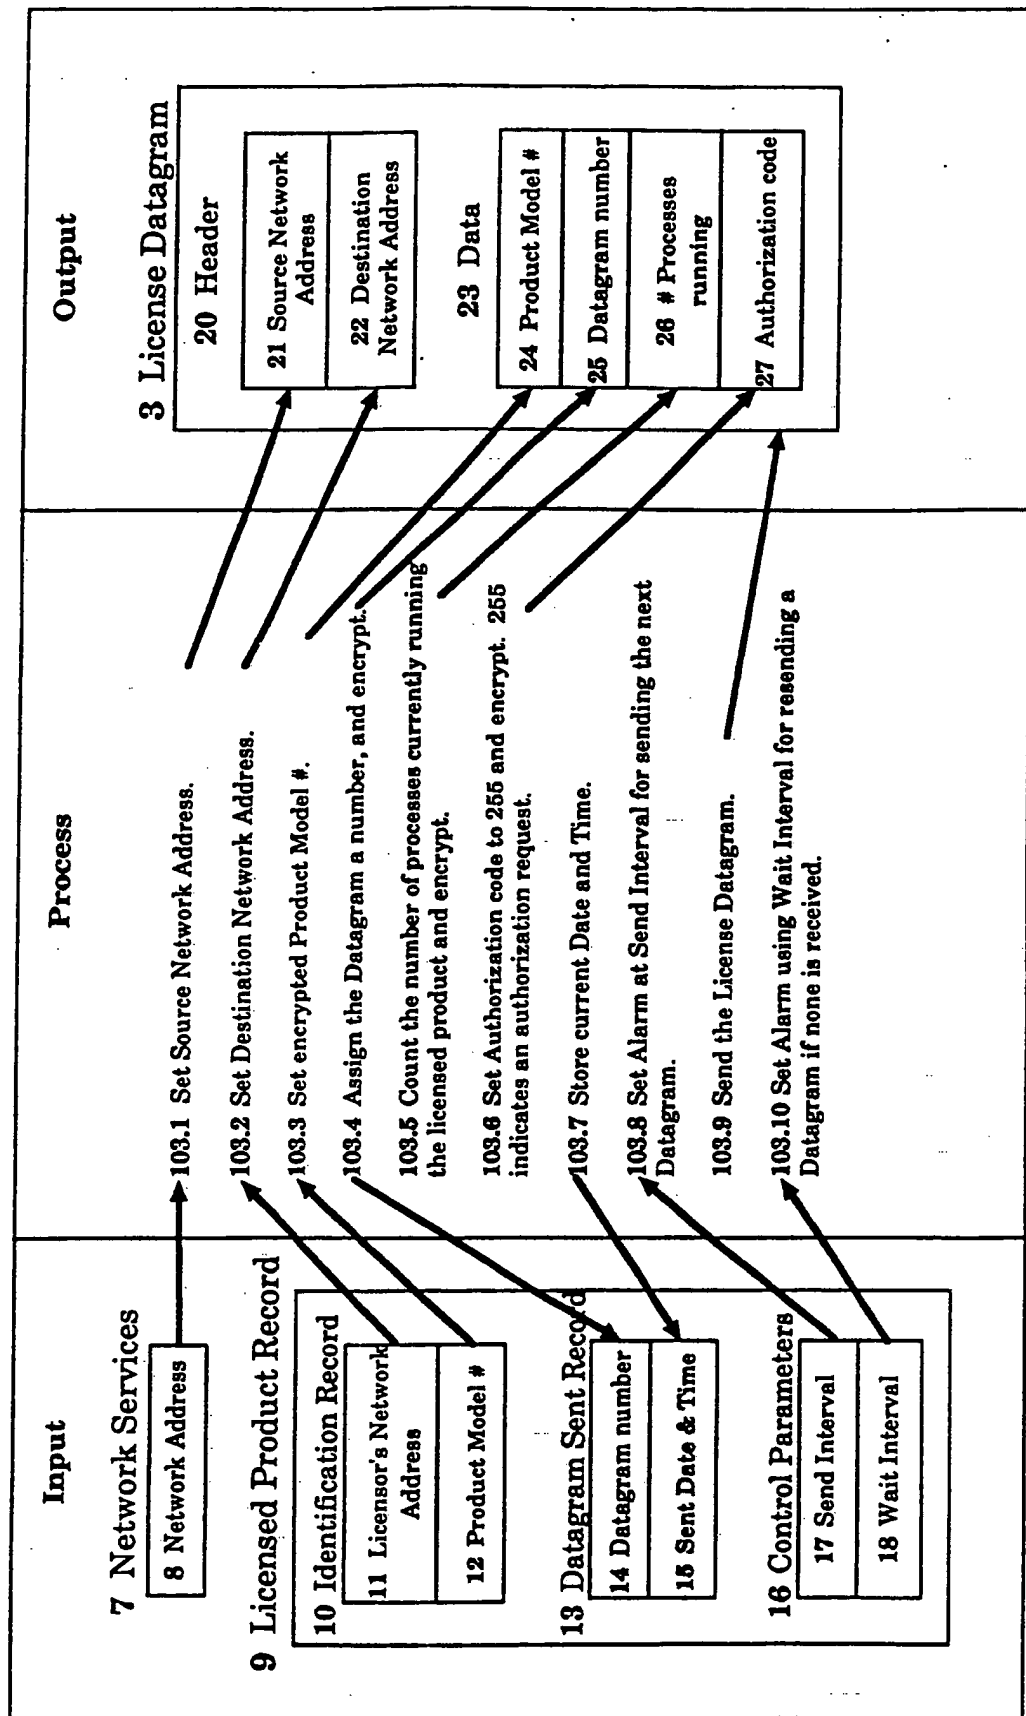 Input
7 Network Services
8 Network Address
9 Licensed Product Record
10 Identification Record
11 Licensor's Network
Address
12 Product Model #
13 Datagram Sent Record
14 Datagram number
15 Sent Date & Time
16 Control Parameters
17 Send Interval
18 Wait Interval
Process
103.1 Set Source Network Address.
103.2 Set Destination Network Address.
103.3 Set encrypted Product Model #.
103.4 Assign the Datagram a number, and encrypt.
103.5 Count the number of processes currently running
the licensed product and encrypt.
103.6 Set Authorization code to 255 and encrypt. 255
indicates an authorization request.
103.7 Store current Date and Time.
103.8 Set Alarm at Send Interval for sending the next
Datagram.
103.9 Send the License Datagram.
103.10 Set Alarm using Wait Interval for resending a
Datagram if none is received.
Output
3 License Datagram
20 Header
21 Source Network
Address
22 Destination
Network Address
23 Data
24 Product Model #
25 Datagram number
26 # Processes
running
27 Authorization code